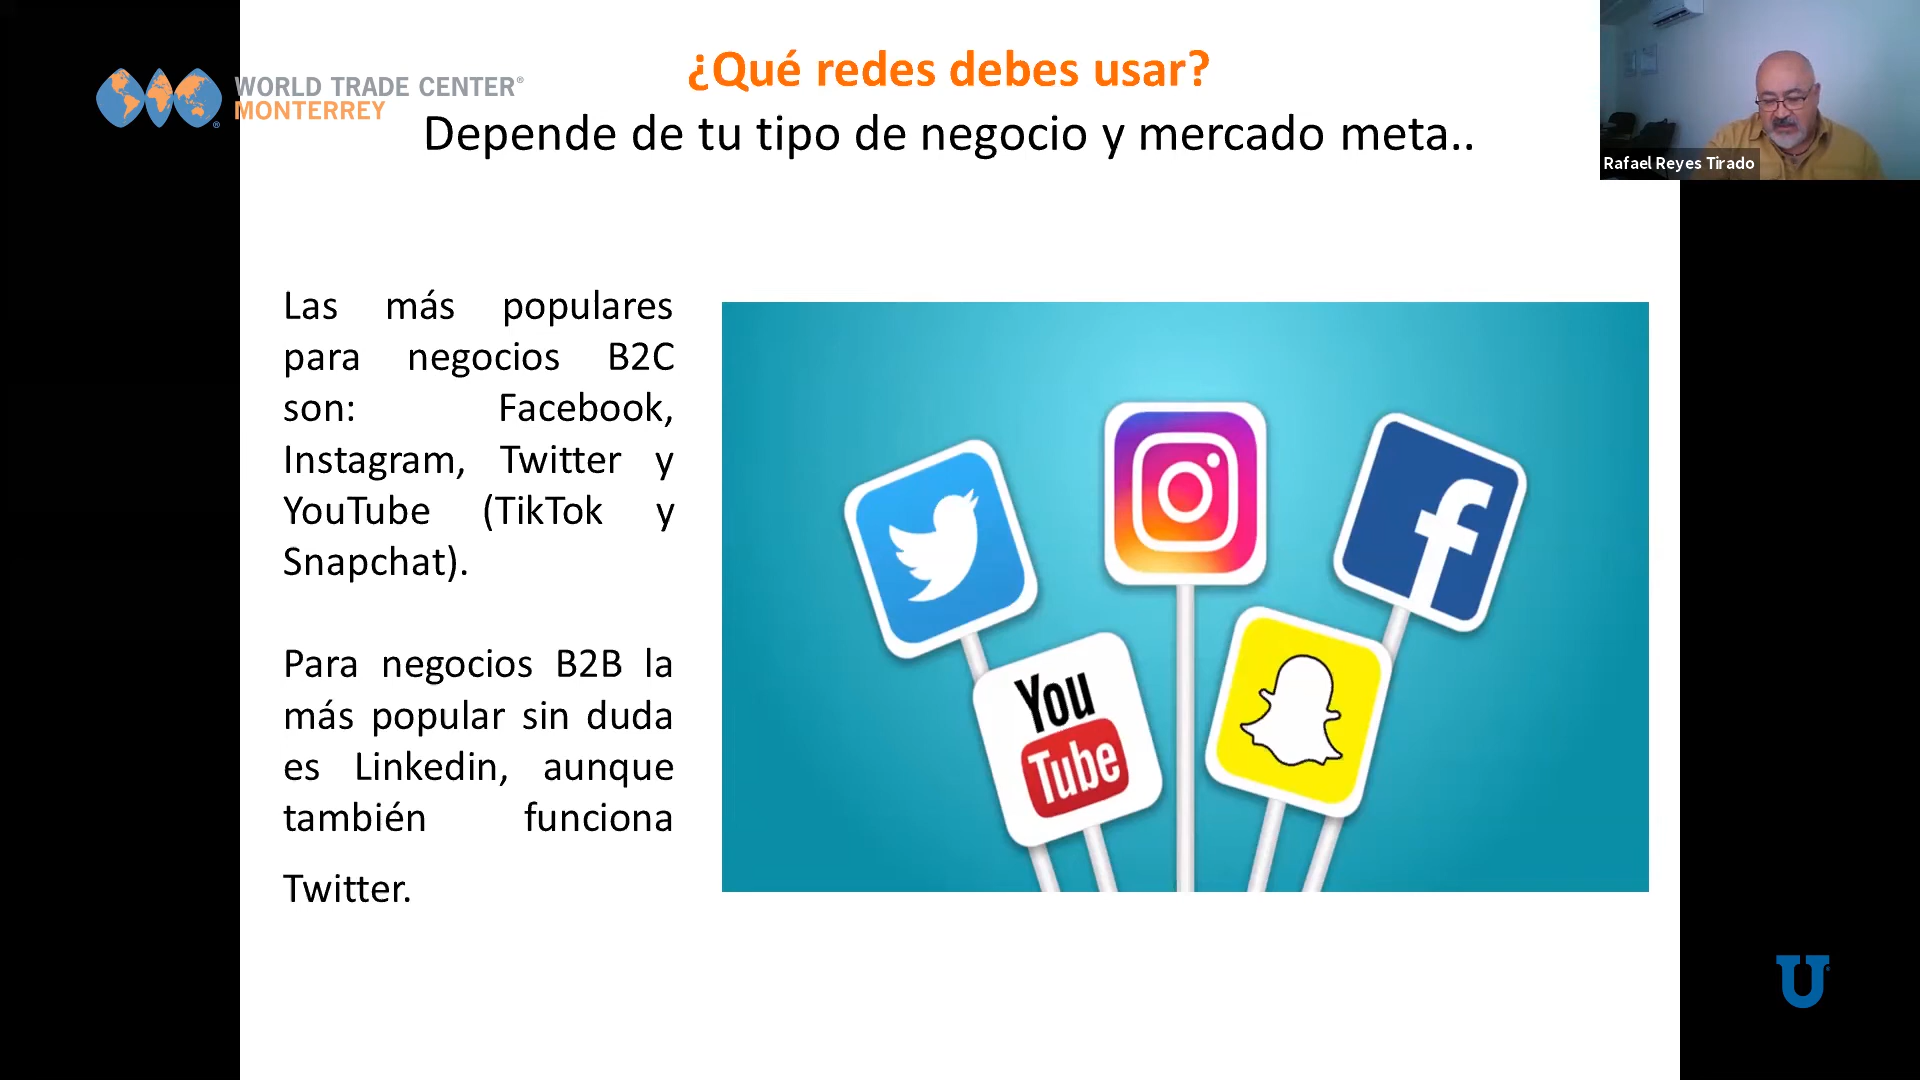 ¿Qué redes debes usar?
WORLD TRADE CENTER®
MONTERREY
Depende de tu tipo de negocio y mercado meta..
Rafael Reyes Tirado
Las más populares
para negocios B2C
son: Facebook,
Instagram, Twitter y
YouTube (TikTok y
Snapchat).
Para negocios B2B la
más popular sin duda
es Linkedin, aunque
también funciona
Twitter.
f
You
Tube
U